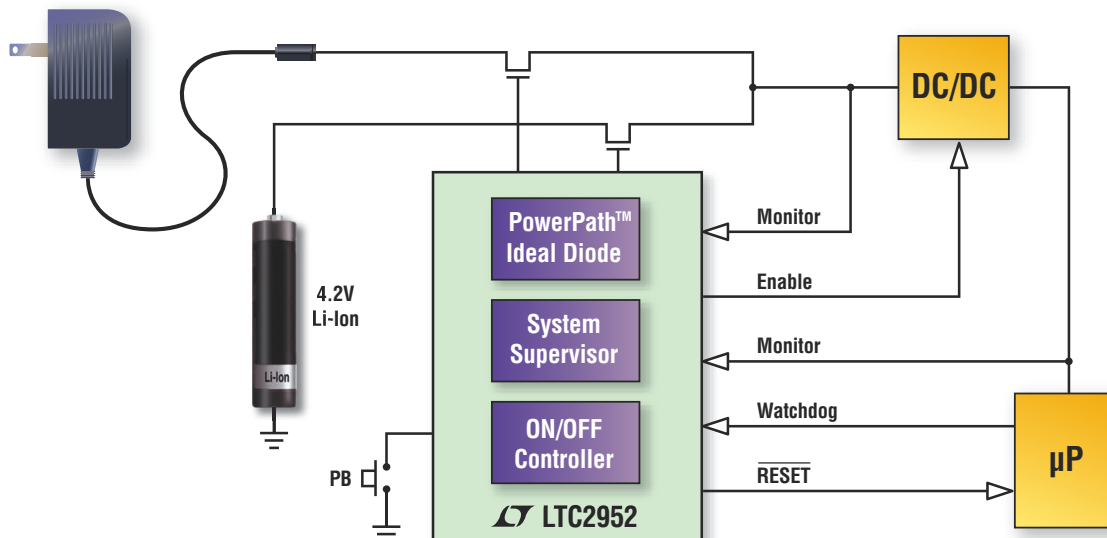 DC/DC
PowerPath™
Ideal Diode
Monitor
Enable
4.2V
Li-Ion
System
Supervisor
Monitor
Li-Ion
Watchdog
ON/OFF
Controller
μP
PB
R̅E̅S̅E̅T̅
LTC2952